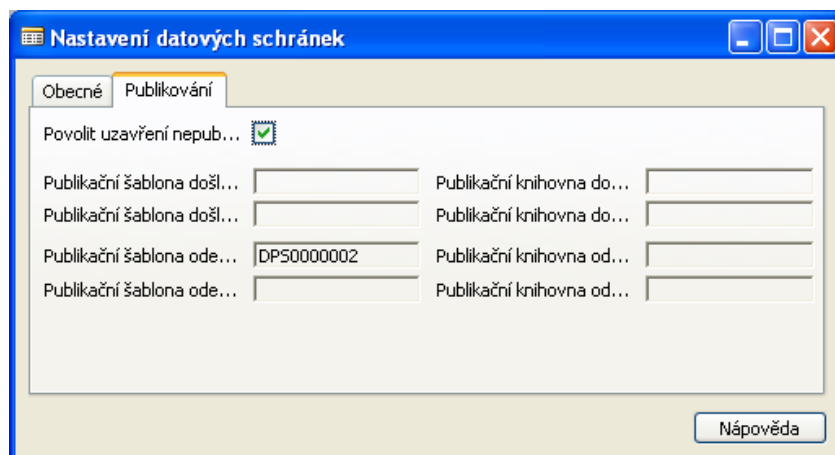 Nastavení datových schránek
Obecné Publikování
Povolit uzavření nepub...
Publikační šablona došl... Publikační knihovna do...
Publikační šablona došl... Publikační knihovna do...
Publikační šablona ode... DPS0000002 Publikační knihovna od...
Publikační šablona ode... Publikační knihovna od...
Nápověda